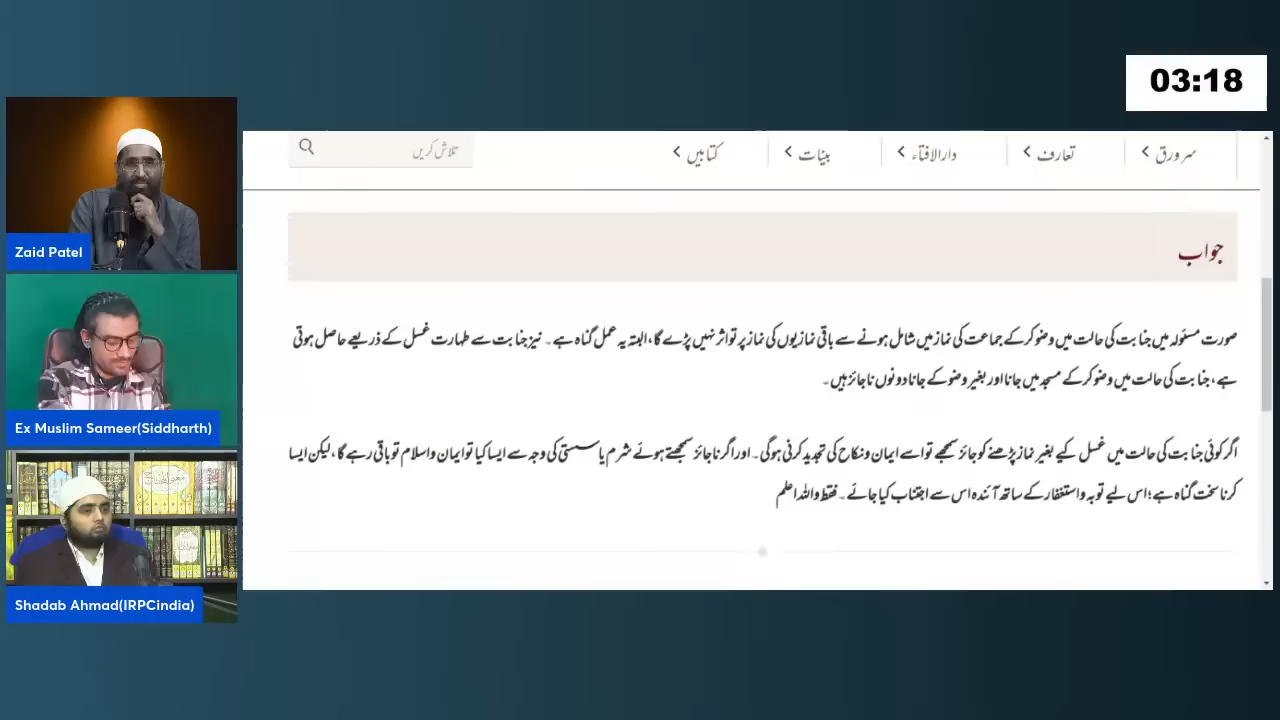 03:18
Zaid Patel
Ex Muslim Sameer(Siddharth)
Shadab Ahmad(IRPCindia)
سرورق
تعارف
دارالافتاء
بینات
کتابیں
تلاش کریں
جواب
صورت مسئولہ میں جنابت کی حالت میں وضو کرکے جماعت کی نماز میں شامل ہونے سے باقی نمازیوں کی نماز پر تو اثر نہیں پڑے گا، البتہ یہ عمل گناہ ہے۔ نیز جنابت سے طہارت غسل کے ذریعے حاصل ہوتی
ہے، جنابت کی حالت میں وضو کرکے مسجد میں جانا اور بغیر وضو کے جانا دونوں ناجائز ہیں۔
اگر کوئی جنابت کی حالت میں غسل کیے بغیر نماز پڑھنے کو جائز سمجھے تو اسے ایمان و نکاح کی تجدید کرنی ہوگی۔ اور اگر ناجائز سمجھتے ہوئے شرم یا سستی کی وجہ سے ایسا کیا تو ایمان و اسلام تو باقی رہے گا، لیکن ایسا
کرنا سخت گناہ ہے؛ اس لیے توبہ و استغفار کے ساتھ آئندہ اس سے اجتناب کیا جائے۔ فقط واللہ اعلم